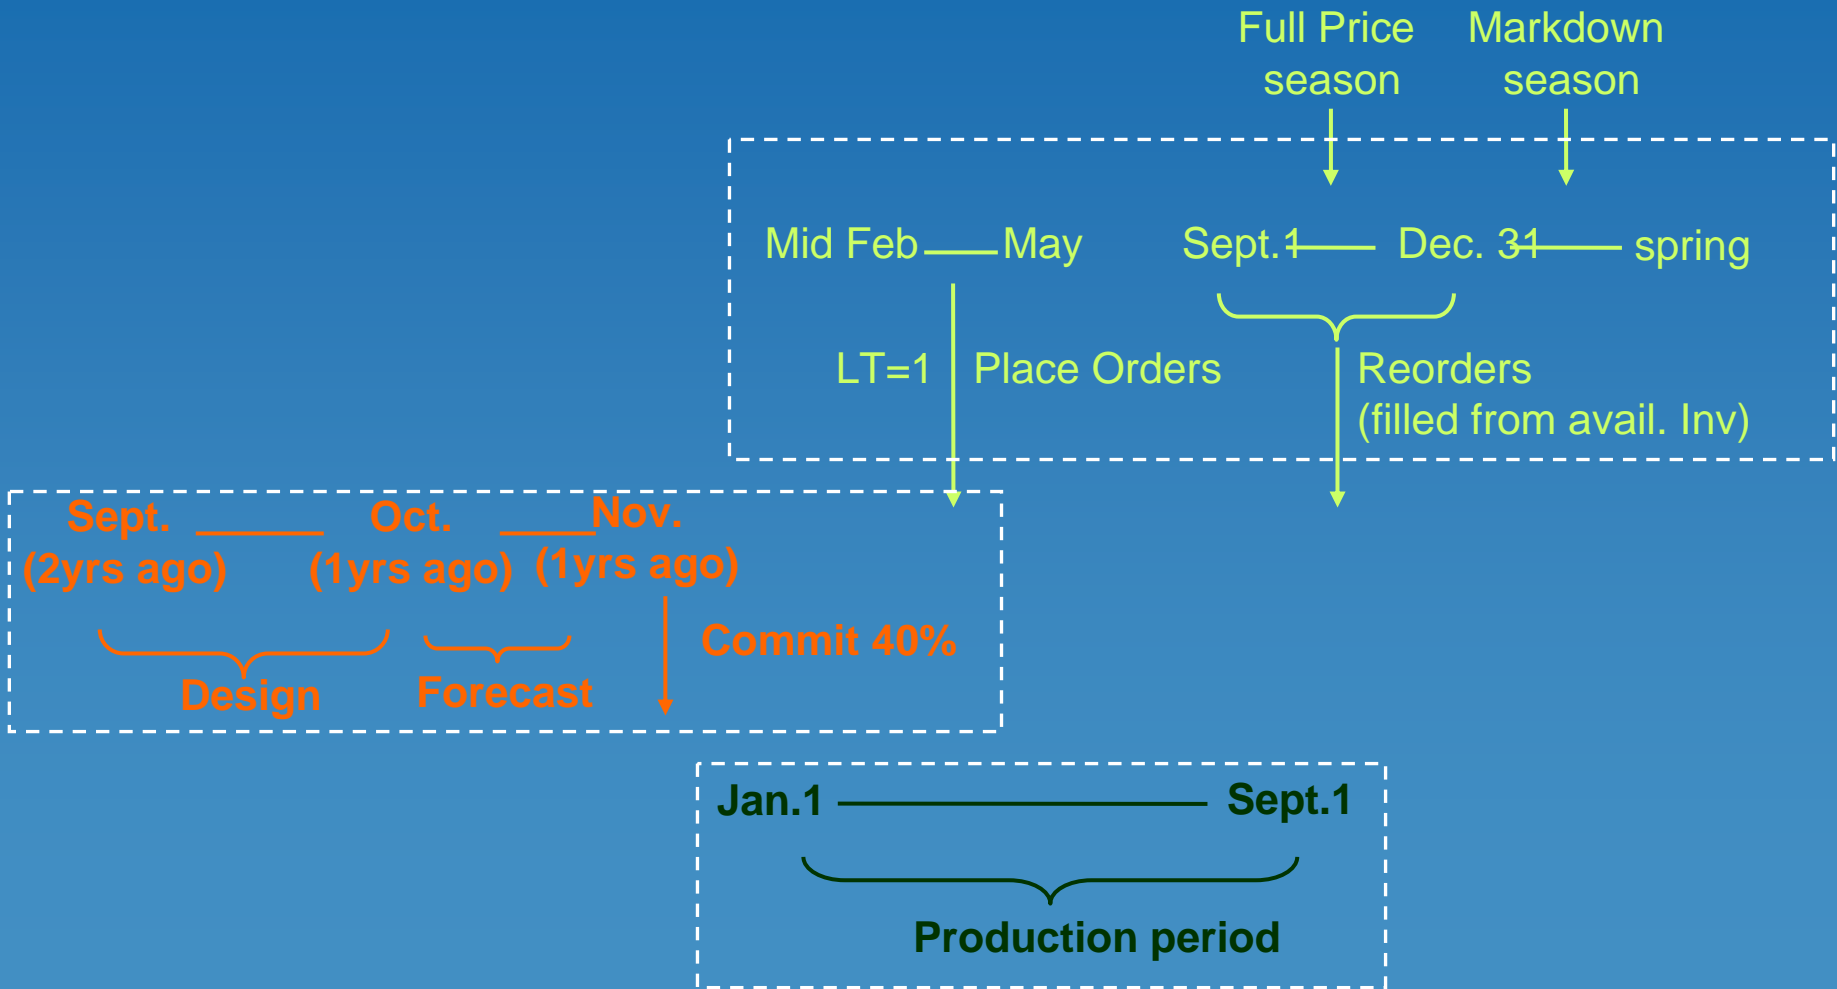 Full Price
season
Markdown
season
Mid Feb
May
Sept.1
Dec. 31
spring
LT=1
Place Orders
Reorders
(filled from avail. Inv)
Sept.
(2yrs ago)
Oct.
(1yrs ago)
Nov.
(1yrs ago)
Commit 40%
Design
Forecast
Jan.1
Sept.1
Production period